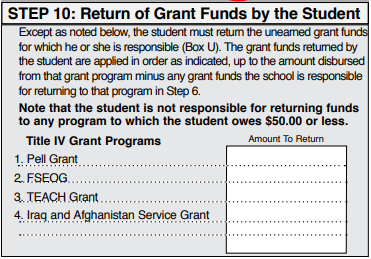 STEP 10: Return of Grant Funds by the Student
Except as noted below, the student must return the unearned grant funds
for which he or she is responsible (Box U). The grant funds returned by
the student are applied in order as indicated, up to the amount disbursed
from that grant program minus any grant funds the school is responsible
for returning to that program in Step 6.
Note that the student is not responsible for returning funds
to any program to which the student owes $50.00 or less.
Title IV Grant Programs
Amount To Return
1. Pell Grant
2. FSEOG
3. TEACH Grant
4. Iraq and Afghanistan Service Grant